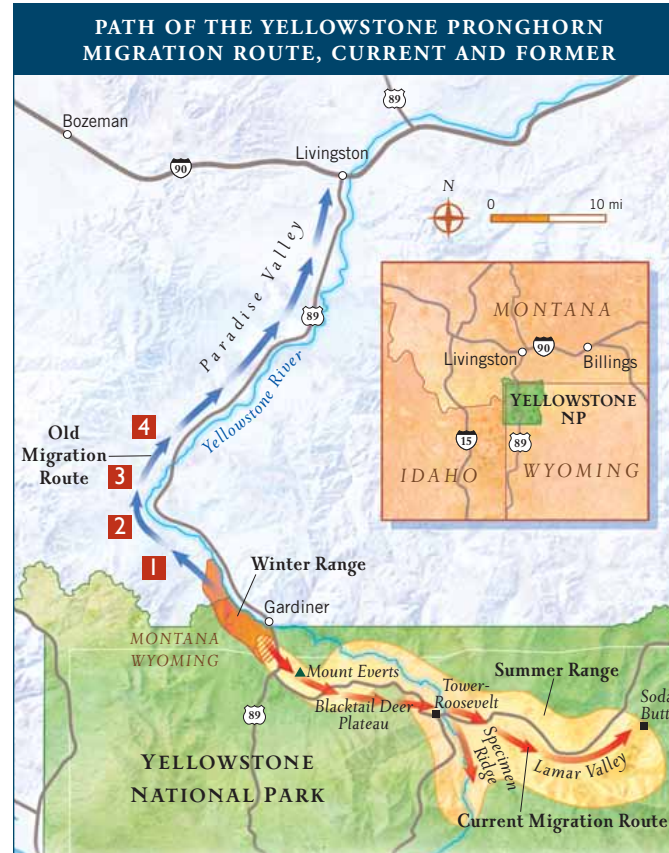 PATH OF THE YELLOWSTONE PRONGHORN
MIGRATION ROUTE, CURRENT AND FORMER
89
Bozeman
Livingston
90
N
0 10 mi
Paradise Valley
MONTANA
Livingston
90
Billings
YELLOWSTONE
NP
15
89
IDAHO
WYOMING
89
Yellowstone River
Old
Migration
Route
4
3
2
1
Winter Range
Gardiner
MONTANA
WYOMING
Mount Everts
Blacktail Deer
Plateau
Tower-
Roosevelt
Summer Range
Soda
Butt
Specimen
Ridge
Lamar Valley
89
YELLOWSTONE
NATIONAL PARK
Current Migration Route